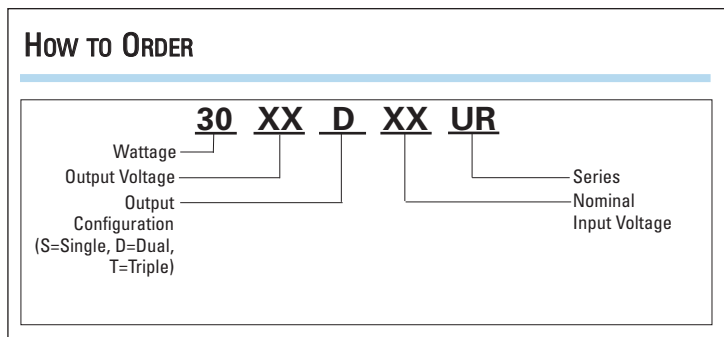 HOW TO ORDER
30 XX D XX UR
Wattage
Output Voltage
Output
Configuration
(S=Single, D=Dual,
T=Triple)
Series
Nominal
Input Voltage